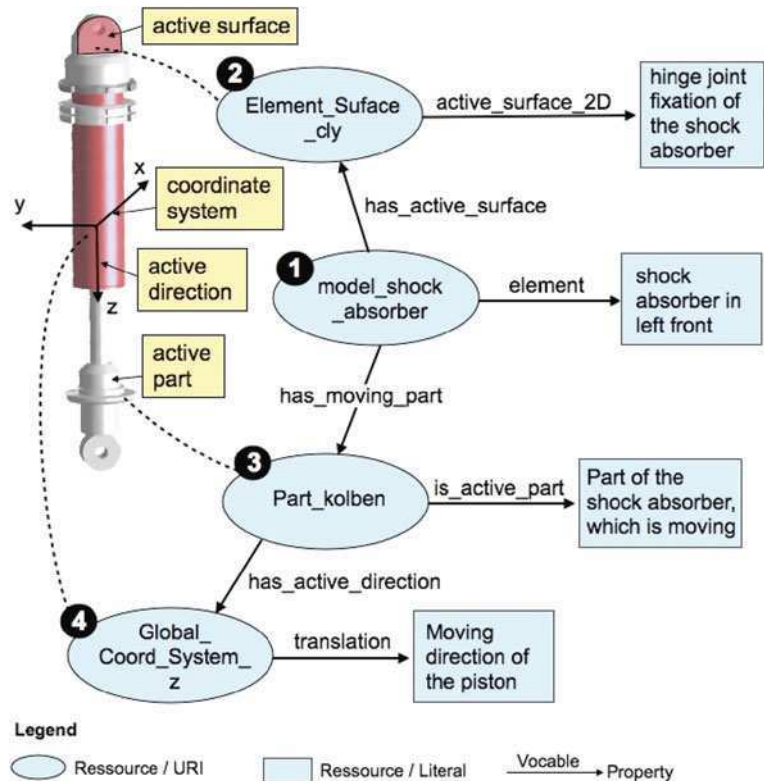 active surface
2
Element_Suface
_cly
active_surface_2D
hinge joint
fixation of
the shock
absorber
x
coordinate
system
y
has_active_surface
active
direction
z
1
model_shock
_absorber
element
shock
absorber in
left front
active
part
has_moving_part
3
Part_kolben
is_active_part
Part of the
shock absorber,
which is moving
has_active_direction
4
Global_
Coord_System_
z
translation
Moving
direction of
the piston
Legend
Ressource / URI
Ressource / Literal
Vocable
Property